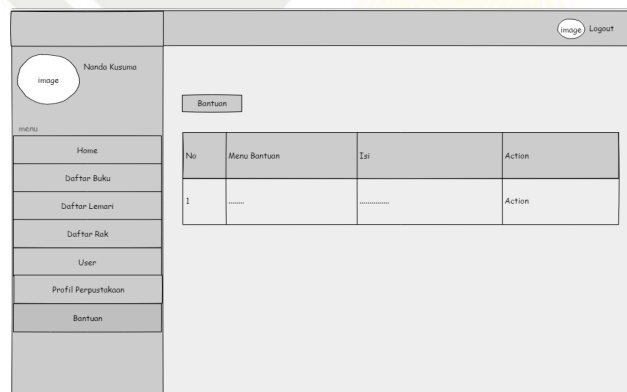 image Logout
image Nanda Kusuma
menu
Home
Daftar Buku
Daftar Lemari
Daftar Rak
User
Profil Perpustakaan
Bantuan
Bantuan
No Menu Bantuan Isi Action
1 ........ ............... Action